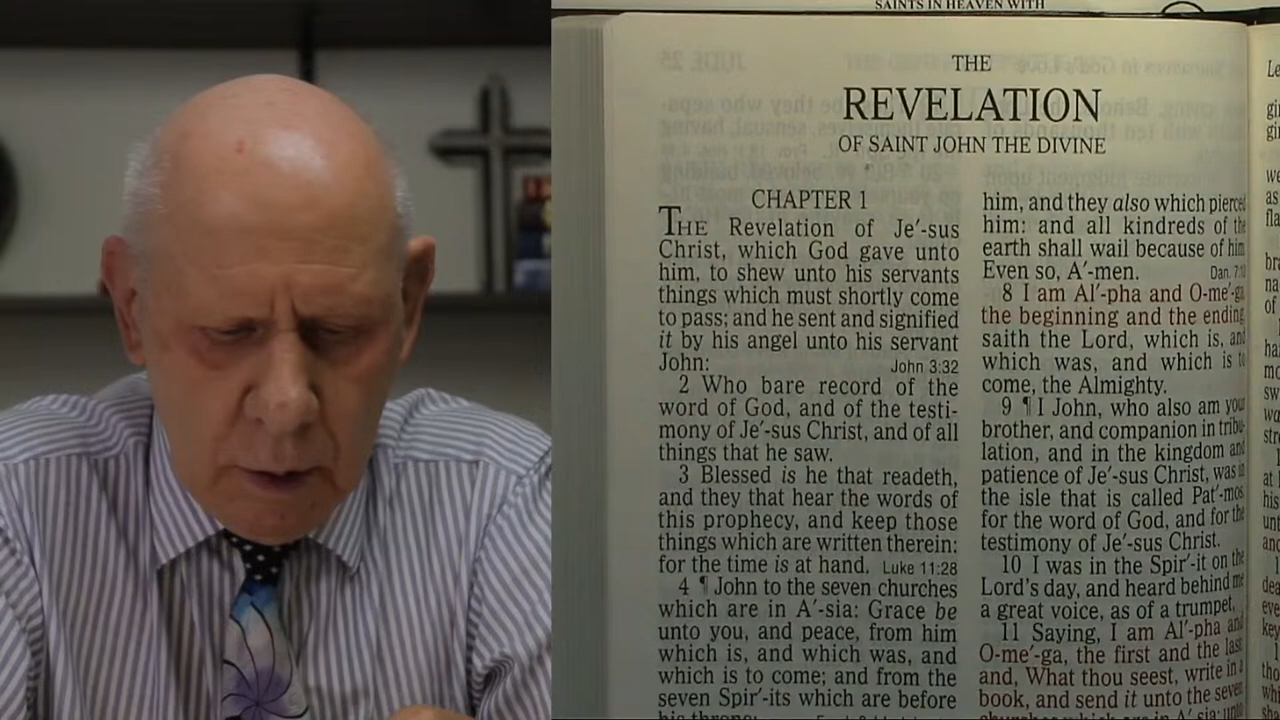 SAINTS IN HEAVEN WITH
JUDE 25
THE
REVELATION
OF SAINT JOHN THE DIVINE
CHAPTER 1
THE Revelation of Je′-sus
Christ, which God gave unto
him, to shew unto his servants
things which must shortly come
to pass; and he sent and signified
it by his angel unto his servant
John: John 3:32
2 Who bare record of the
word of God, and of the testi-
mony of Je′-sus Christ, and of all
things that he saw.
3 Blessed is he that readeth,
and they that hear the words of
this prophecy, and keep those
things which are written therein:
for the time is at hand. Luke 11:28
4 ¶ John to the seven churches
which are in A′-sia: Grace be
unto you, and peace, from him
which is, and which was, and
which is to come; and from the
seven Spir′-its which are before
his throne;
him, and they also which pierced
him: and all kindreds of the
earth shall wail because of him.
Even so, A′-men. Dan. 7:
8 I am Al′-pha and O-me′-ga,
the beginning and the ending
saith the Lord, which is, and
which was, and which is to
come, the Almighty.
9 ¶ I John, who also am your
brother, and companion in tribu-
lation, and in the kingdom and
patience of Je′-sus Christ, was in
the isle that is called Pat′-mos,
for the word of God, and for the
testimony of Je′-sus Christ.
10 I was in the Spir′-it on the
Lord's day, and heard behind me
a great voice, as of a trumpet,
11 Saying, I am Al′-pha and
O-me′-ga, the first and the last:
and, What thou seest, write in a
book, and send it unto the seven
churches which are in A′-sia; unto